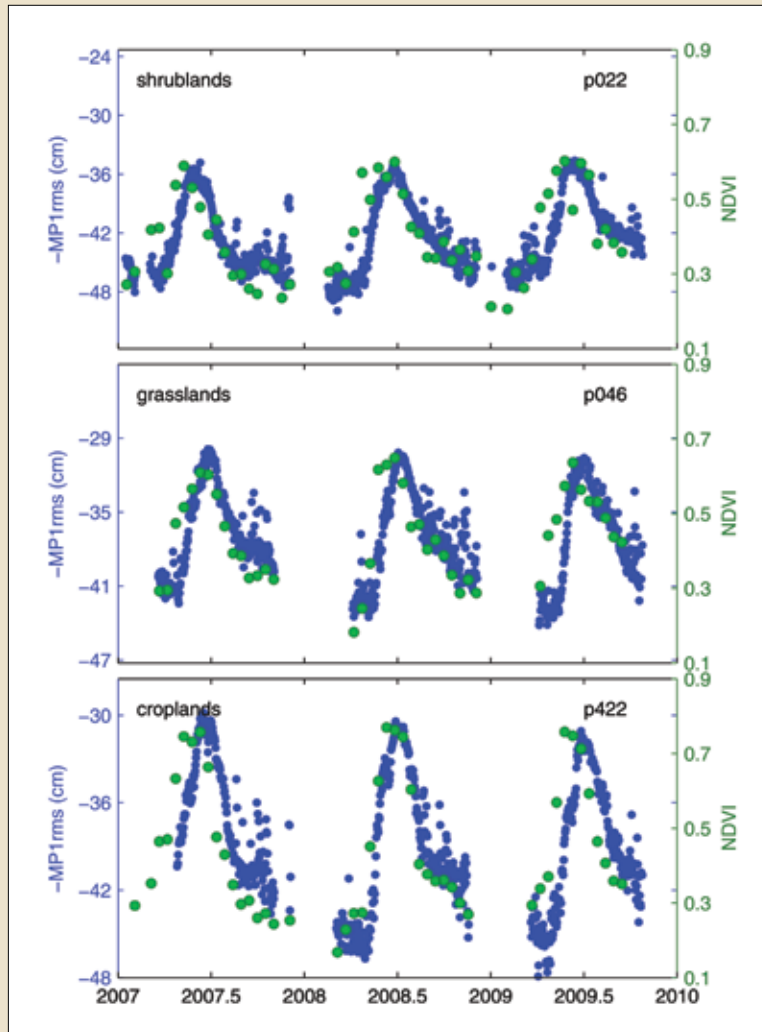 −24
−30
−36
−42
−48
−MP1rms (cm)
shrublands
p022
0.9
0.7
0.5
0.3
0.1
NDVI
−29
−35
−41
−47
−MP1rms (cm)
grasslands
p046
0.9
0.7
0.5
0.3
0.1
NDVI
−30
−36
−42
−48
−MP1rms (cm)
croplands
p422
0.9
0.7
0.5
0.3
0.1
NDVI
2007 2007.5 2008 2008.5 2009 2009.5 2010